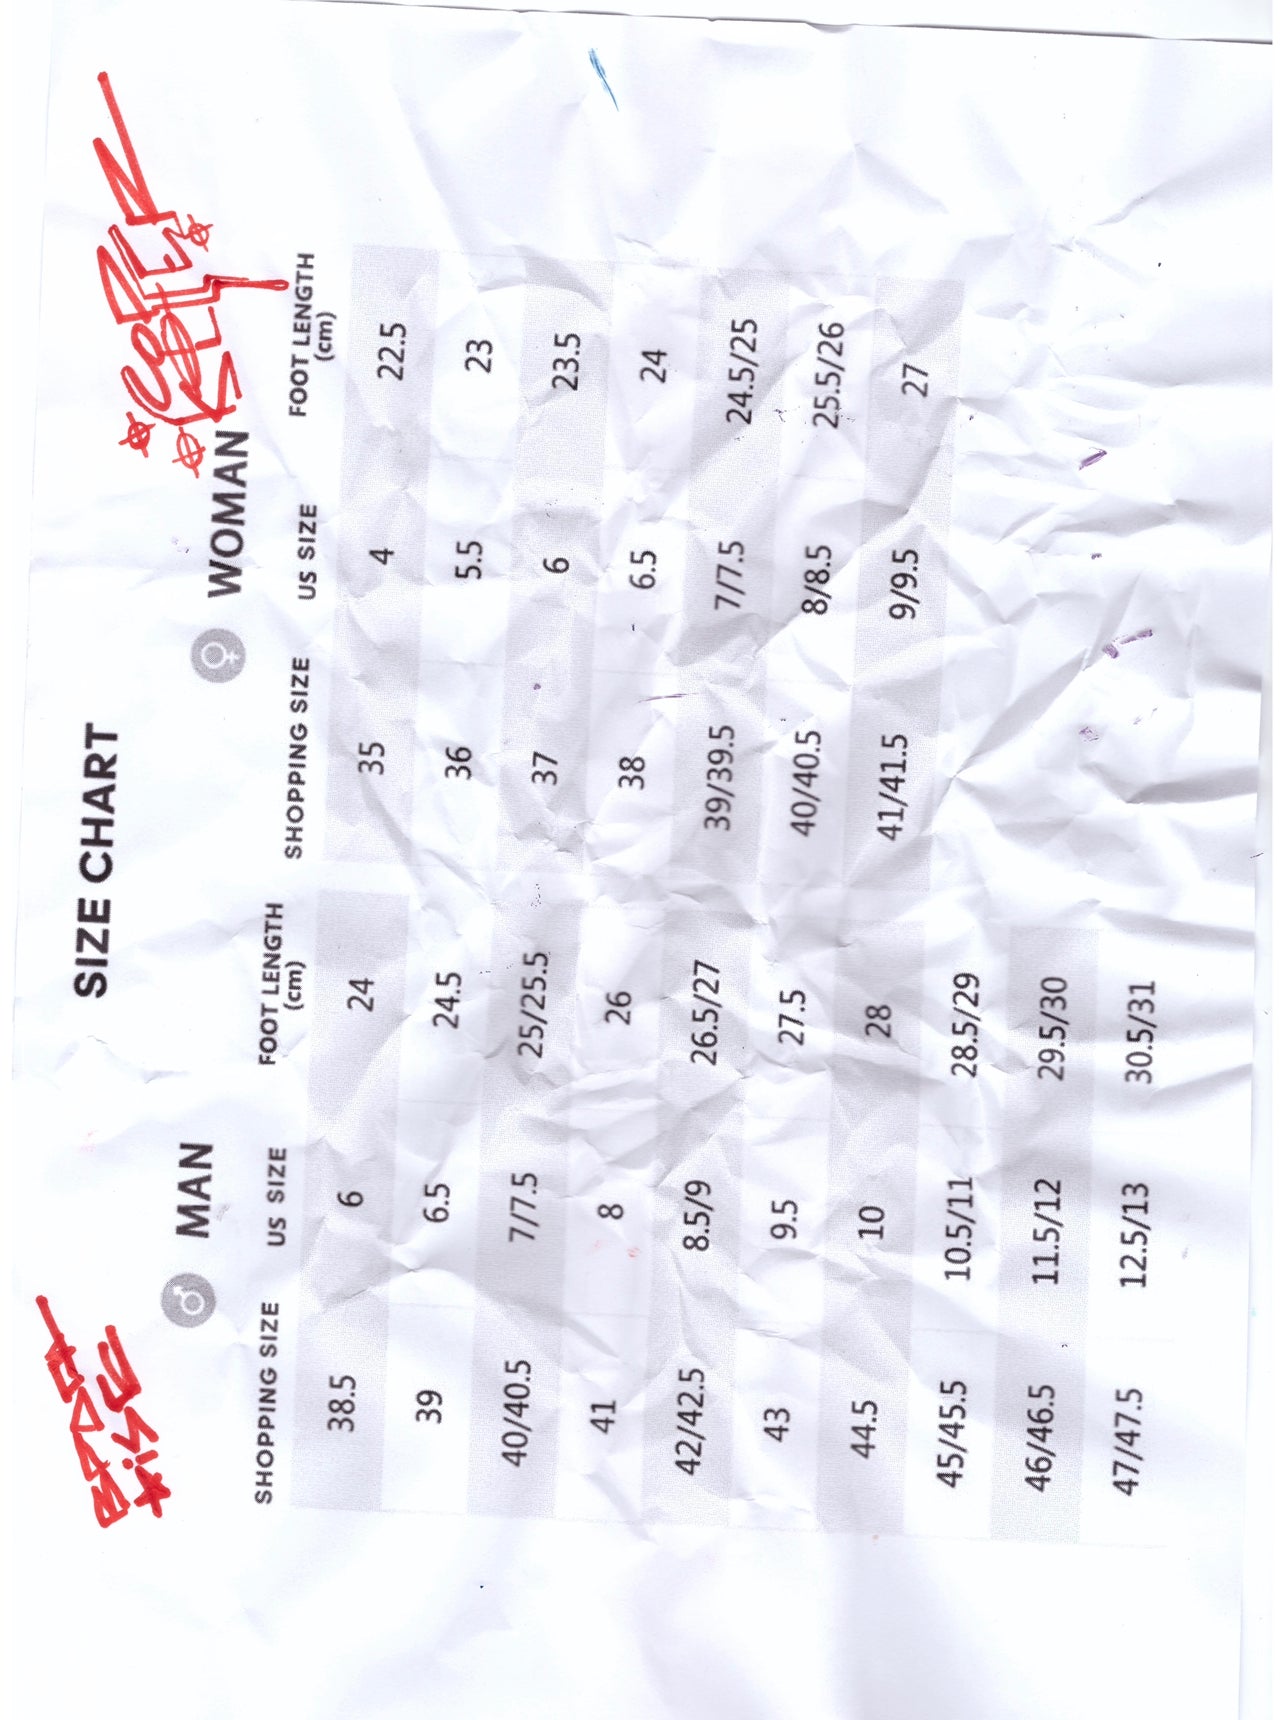 SIZE CHART
MAN WOMAN
SHOPPING SIZE US SIZE FOOT LENGTH (cm) SHOPPING SIZE US SIZE FOOT LENGTH (cm)
38.5 6 24 35 4 22.5
39 6.5 24.5 36 5.5 23
40/40.5 7/7.5 25/25.5 37 6 23.5
41 8 26 38 6.5 24
42/42.5 8.5/9 26.5/27 39/39.5 7/7.5 24.5/25
43 9.5 27.5 40/40.5 8/8.5 25.5/26
44.5 10 28 41/41.5 9/9.5 27
45/45.5 10.5/11 28.5/29
46/46.5 11.5/12 29.5/30
47/47.5 12.5/13 30.5/31